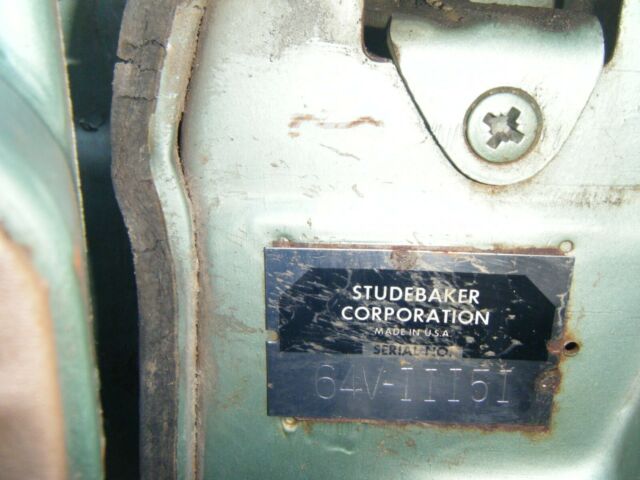 STUDEBAKER
CORPORATION
MADE IN U.S.A.
SERIAL NO.
64V-11151